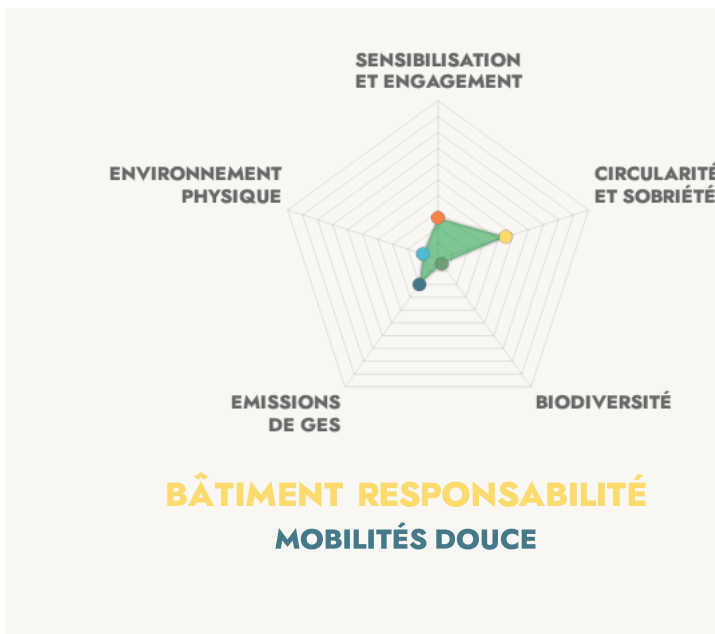 SENSIBILISATION
ET ENGAGEMENT
ENVIRONNEMENT
PHYSIQUE
CIRCULARITÉ
ET SOBRIÉTÉ
EMISSIONS
DE GES
BIODIVERSITÉ
BÂTIMENT RESPONSABILITÉ
MOBILITÉS DOUCE